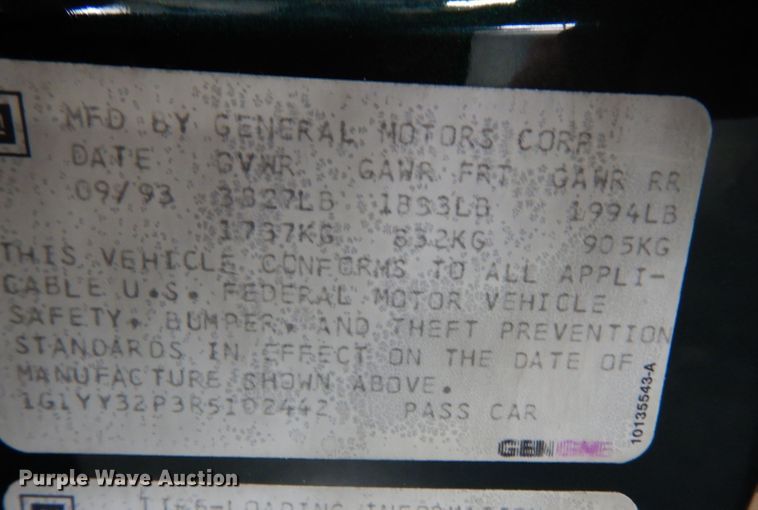 MFD BY GENERAL MOTORS CORP
DATE GVWR GAWR FRT GAWR RR
09/93 3827LB 1833LB 1994LB
1737KG 832KG 905KG
THIS VEHICLE CONFORMS TO ALL APPLI-
CABLE U.S. FEDERAL MOTOR VEHICLE
SAFETY, BUMPER, AND THEFT PREVENTION
STANDARDS IN EFFECT ON THE DATE OF
MANUFACTURE SHOWN ABOVE.
1G1YY32P3R5102442 PASS CAR
10135543-A
Purple Wave Auction